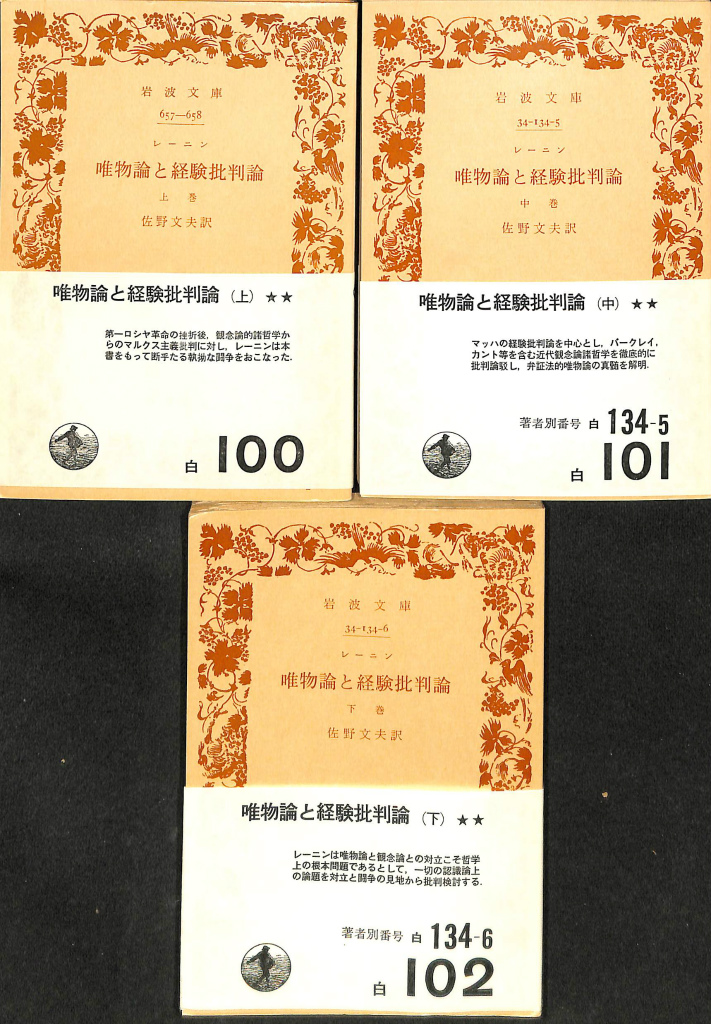 岩波文庫
657—658
レーニン
唯物論と経験批判論
上巻
佐野文夫訳
唯物論と経験批判論（上）★★
第一ロシヤ革命の挫折後，観念論的諸哲学か
らのマルクス主義批判に対し，レーニンは本
書をもって断乎たる執拗な闘争をおこなった．
白 100
岩波文庫
34-134-5
レーニン
唯物論と経験批判論
中巻
佐野文夫訳
唯物論と経験批判論（中）★★
マッハの経験批判論を中心とし，バークレイ，
カント等を含む近代観念論諸哲学を徹底的に
批判論駁し，弁証法的唯物論の真髄を解明．
著者別番号 白 134-5
白 101
岩波文庫
34-134-6
レーニン
唯物論と経験批判論
下巻
佐野文夫訳
唯物論と経験批判論（下）★★
レーニンは唯物論と観念論との対立こそ哲学
上の根本問題であるとして，一切の認識論上
の論題を対立と闘争の見地から批判検討する．
著者別番号 白 134-6
白 102